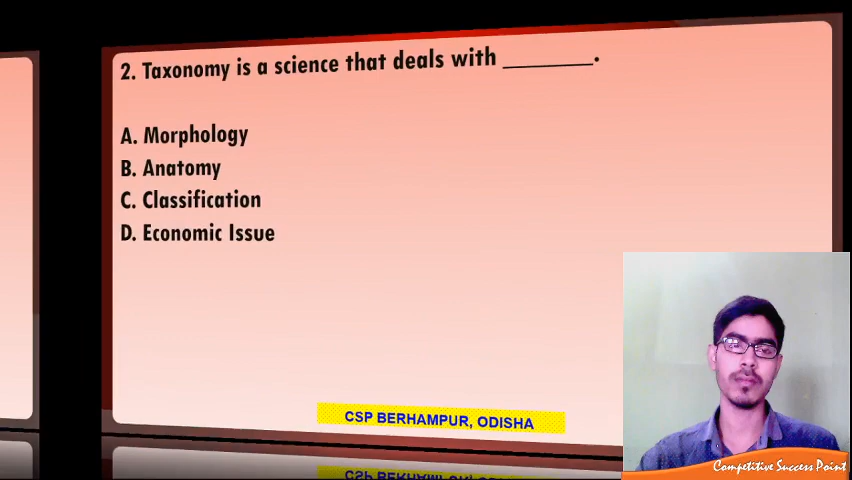 2. Taxonomy is a science that deals with ________.
A. Morphology
B. Anatomy
C. Classification
D. Economic Issue
CSP BERHAMPUR, ODISHA
Competitive Success Point